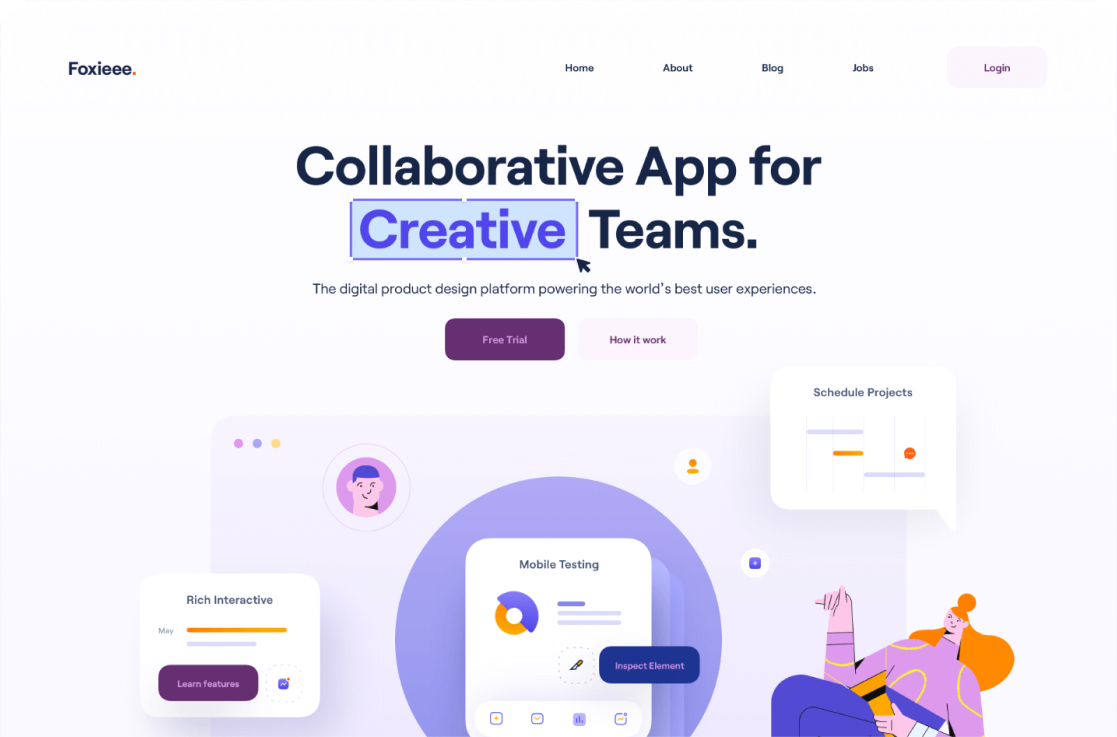 Foxieee.
Home
About
Blog
Jobs
Login
Collaborative App for
Creative Teams.
The digital product design platform powering the world's best user experiences.
Free Trial
How it work
Schedule Projects
Mobile Testing
Rich Interactive
May
Inspect Element
Learn features